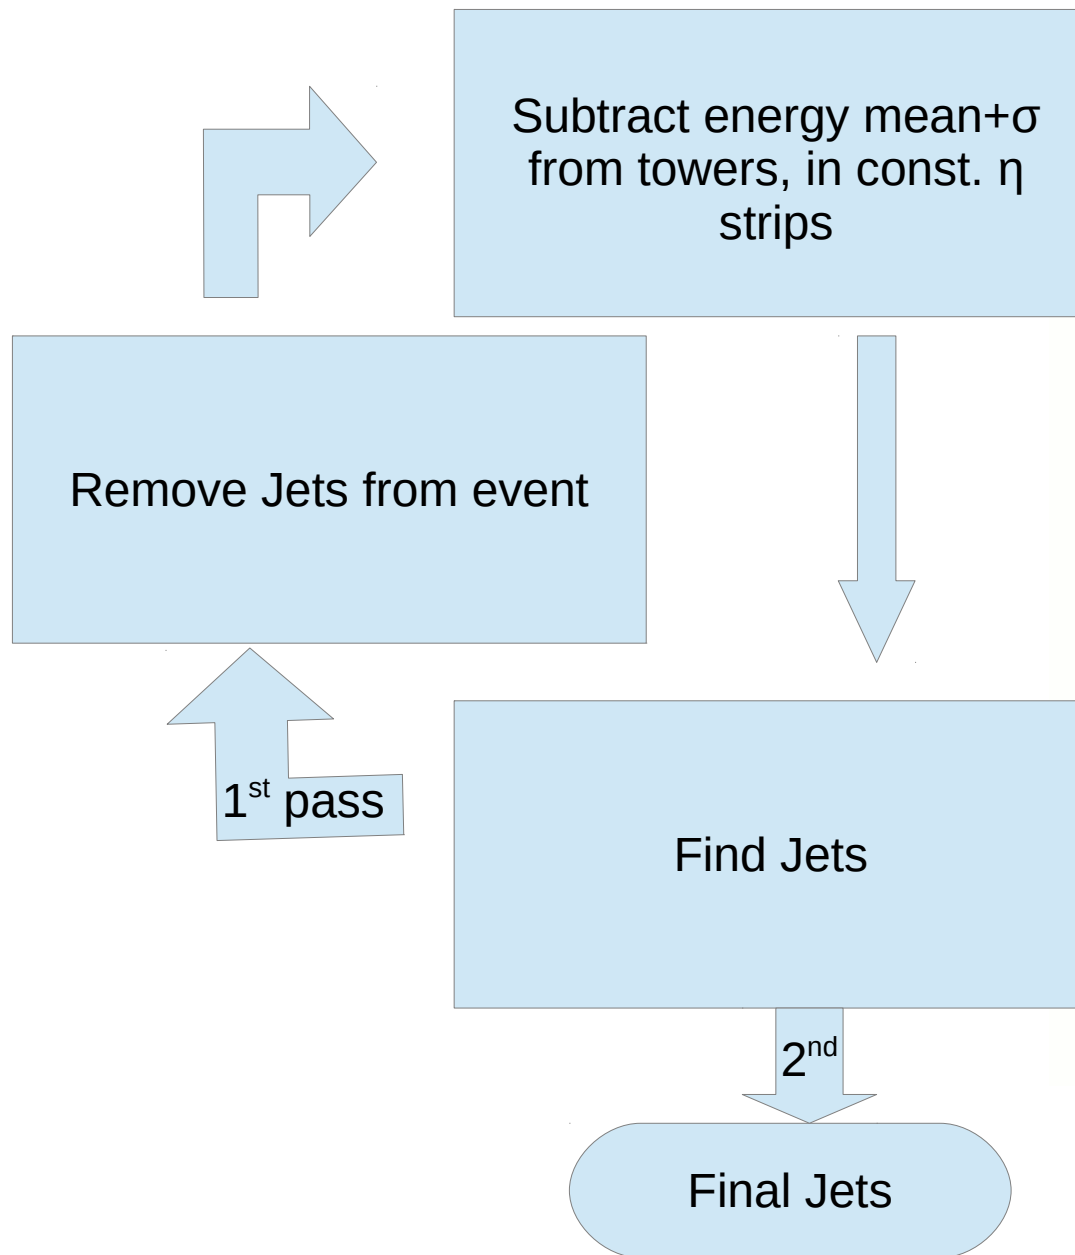 Subtract energy mean+σ
from towers, in const. η
strips
Remove Jets from event
1st pass
Find Jets
2nd
Final Jets